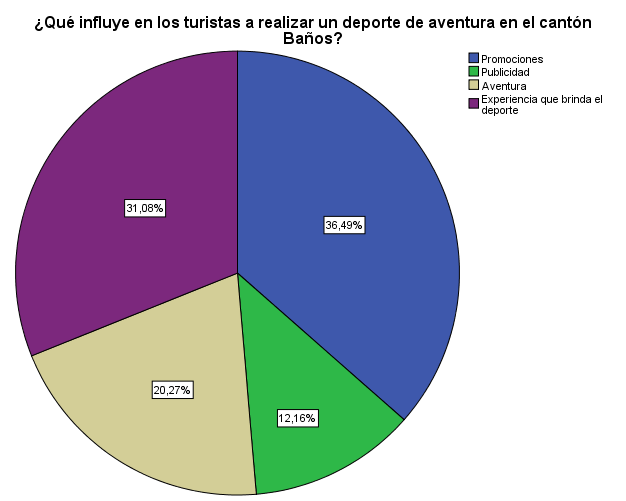 ¿Qué influye en los turistas a realizar un deporte de aventura en el cantón
Baños?
Promociones
Publicidad
Aventura
Experiencia que brinda el
deporte
31,08%
36,49%
20,27%
12,16%